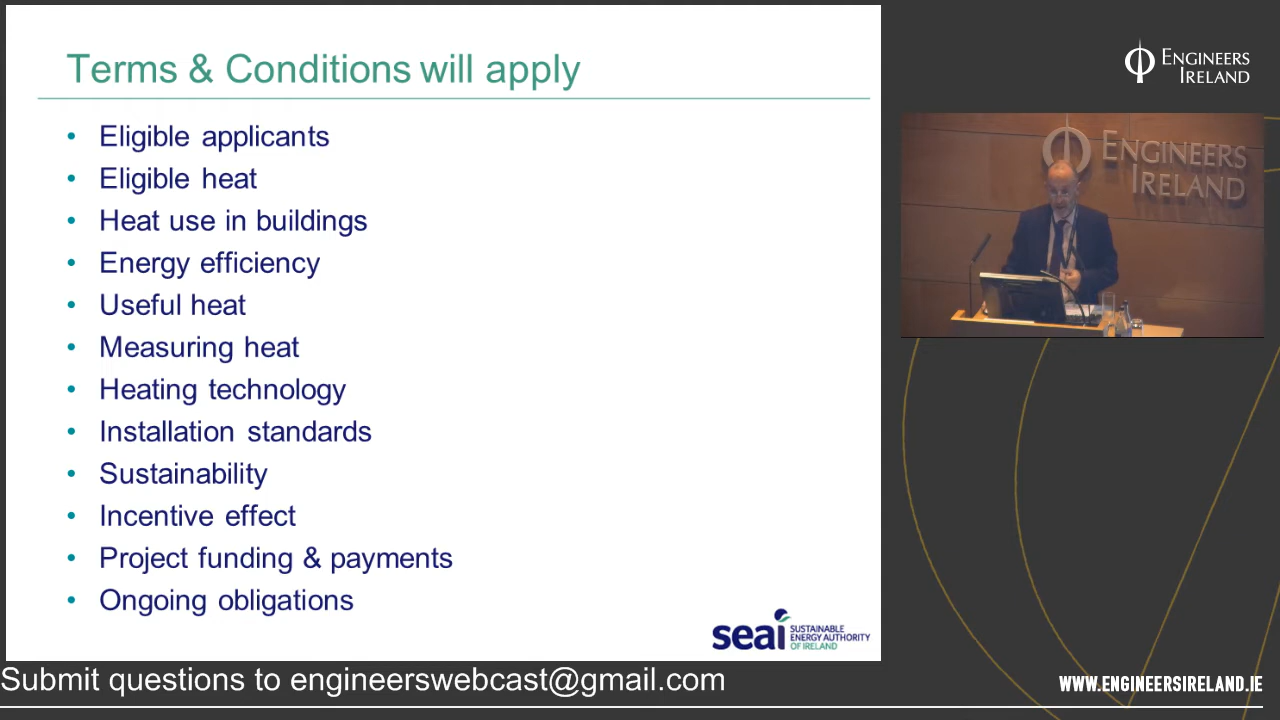 Terms & Conditions will apply
• Eligible applicants
• Eligible heat
• Heat use in buildings
• Energy efficiency
• Useful heat
• Measuring heat
• Heating technology
• Installation standards
• Sustainability
• Incentive effect
• Project funding & payments
• Ongoing obligations
seai
SUSTAINABLE
ENERGY AUTHORITY
OF IRELAND
ENGINEERS
IRELAND
ENGINEERS
IRELAND
Submit questions to engineerswebcast@gmail.com
WWW.ENGINEERSIRELAND.IE